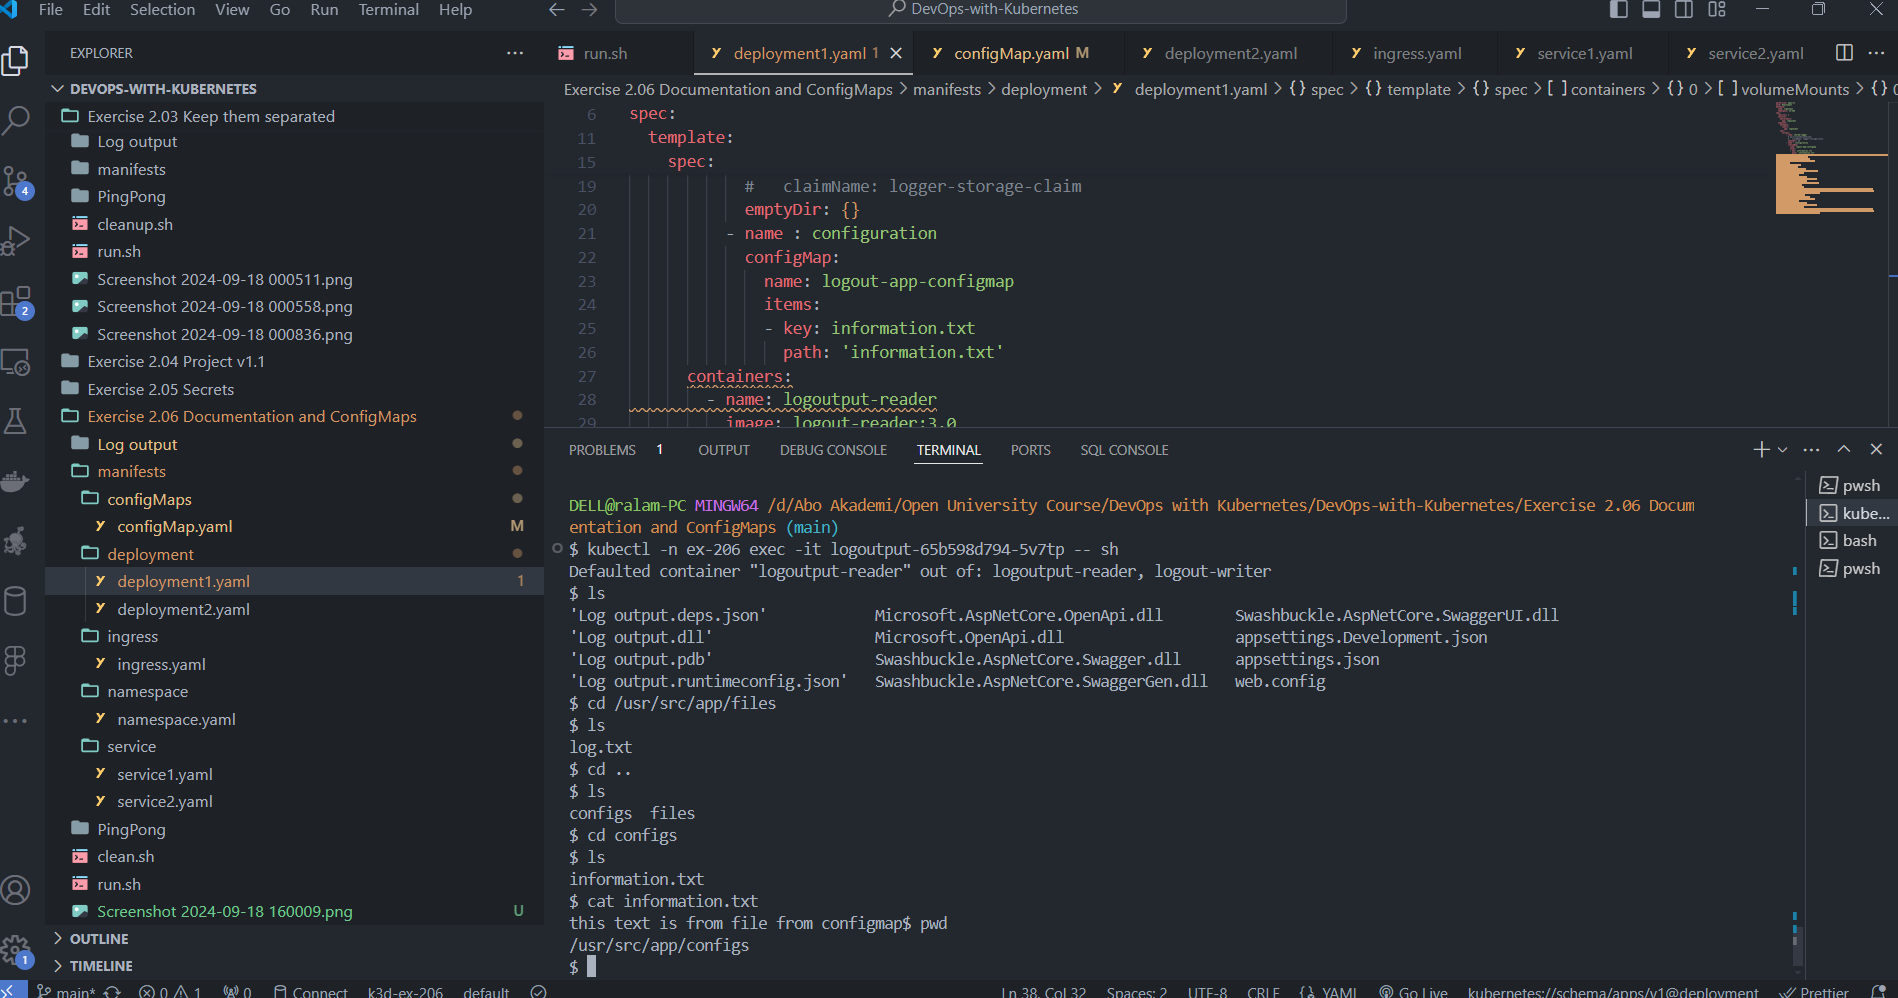 File Edit Selection View Go Run Terminal Help
DevOps-with-Kubernetes
EXPLORER
DEVOPS-WITH-KUBERNETES
Exercise 2.03 Keep them separated
Log output
manifests
PingPong
cleanup.sh
run.sh
Screenshot 2024-09-18 000511.png
Screenshot 2024-09-18 000558.png
Screenshot 2024-09-18 000836.png
Exercise 2.04 Project v1.1
Exercise 2.05 Secrets
Exercise 2.06 Documentation and ConfigMaps
Log output
manifests
configMaps
configMap.yaml M
deployment
deployment1.yaml 1
deployment2.yaml
ingress
ingress.yaml
namespace
namespace.yaml
service
service1.yaml
service2.yaml
PingPong
clean.sh
run.sh
Screenshot 2024-09-18 160009.png U
OUTLINE
TIMELINE
4
2
1
run.sh deployment1.yaml 1 configMap.yaml M deployment2.yaml ingress.yaml service1.yaml service2.yaml
Exercise 2.06 Documentation and ConfigMaps > manifests > deployment > deployment1.yaml > {} spec > {} template > {} spec > [ ] containers > {} 0 > [ ] volumeMounts > {}
6 spec:
11 template:
15 spec:
19 # claimName: logger-storage-claim
20 emptyDir: {}
21 - name : configuration
22 configMap:
23 name: logout-app-configmap
24 items:
25 - key: information.txt
26 path: 'information.txt'
27 containers:
28 - name: logoutput-reader
29 image: logout-reader:3.0
PROBLEMS 1 OUTPUT DEBUG CONSOLE TERMINAL PORTS SQL CONSOLE
DELL@ralam-PC MINGW64 /d/Abo Akademi/Open University Course/DevOps with Kubernetes/DevOps-with-Kubernetes/Exercise 2.06 Docum
entation and ConfigMaps (main)
$ kubectl -n ex-206 exec -it logoutput-65b598d794-5v7tp -- sh
Defaulted container "logoutput-reader" out of: logoutput-reader, logout-writer
$ ls
'Log output.deps.json' Microsoft.AspNetCore.OpenApi.dll Swashbuckle.AspNetCore.SwaggerUI.dll
'Log output.dll' Microsoft.OpenApi.dll appsettings.Development.json
'Log output.pdb' Swashbuckle.AspNetCore.Swagger.dll appsettings.json
'Log output.runtimeconfig.json' Swashbuckle.AspNetCore.SwaggerGen.dll web.config
$ cd /usr/src/app/files
$ ls
log.txt
$ cd ..
$ ls
configs files
$ cd configs
$ ls
information.txt
$ cat information.txt
this text is from file from configmap$ pwd
/usr/src/app/configs
$
pwsh
kube...
bash
pwsh
main* 0 1 0 Connect k3d-ex-206 default Ln 38, Col 32 Spaces: 2 UTF-8 CRLF YAML Go Live kubernetes://schema/apps/v1@deployment Prettier